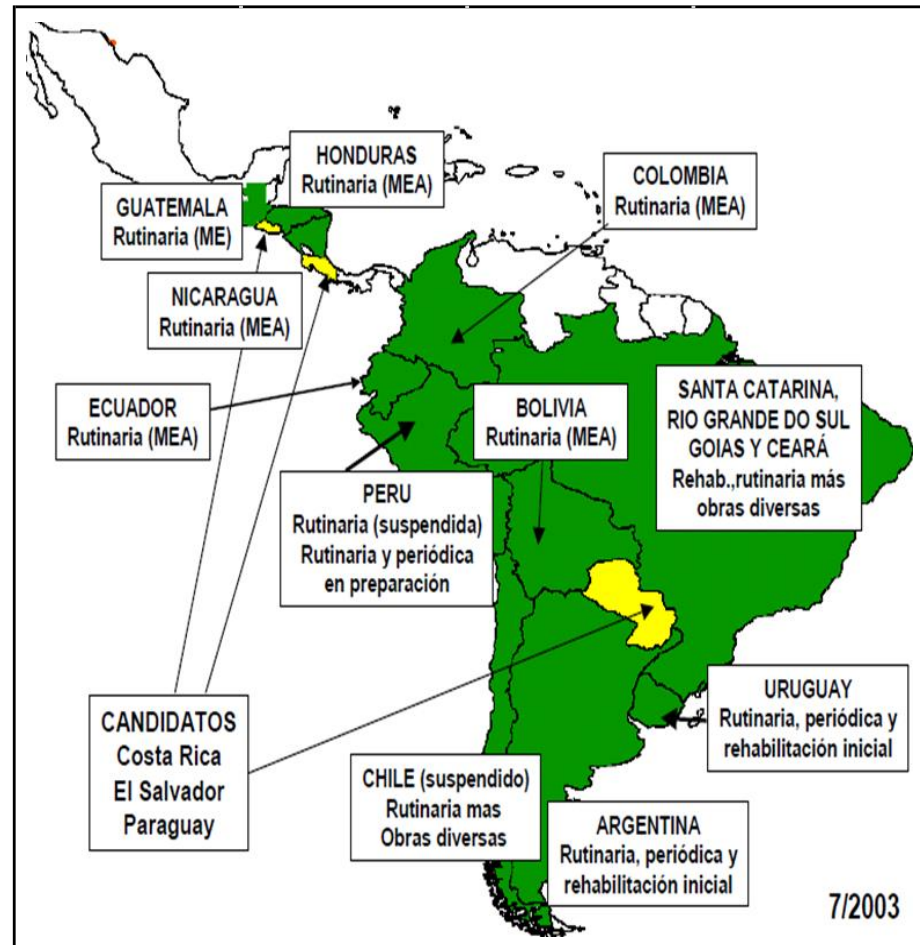 HONDURAS
Rutinaria (MEA)
COLOMBIA
Rutinaria (MEA)
GUATEMALA
Rutinaria (ME)
NICARAGUA
Rutinaria (MEA)
ECUADOR
Rutinaria (MEA)
BOLIVIA
Rutinaria (MEA)
SANTA CATARINA,
RIO GRANDE DO SUL
GOIAS Y CEARÁ
Rehab.,rutinaria más
obras diversas
PERU
Rutinaria (suspendida)
Rutinaria y periódica
en preparación
URUGUAY
Rutinaria, periódica y
rehabilitación inicial
CANDIDATOS
Costa Rica
El Salvador
Paraguay
CHILE (suspendido)
Rutinaria mas
Obras diversas
ARGENTINA
Rutinaria, periódica y
rehabilitación inicial
7/2003